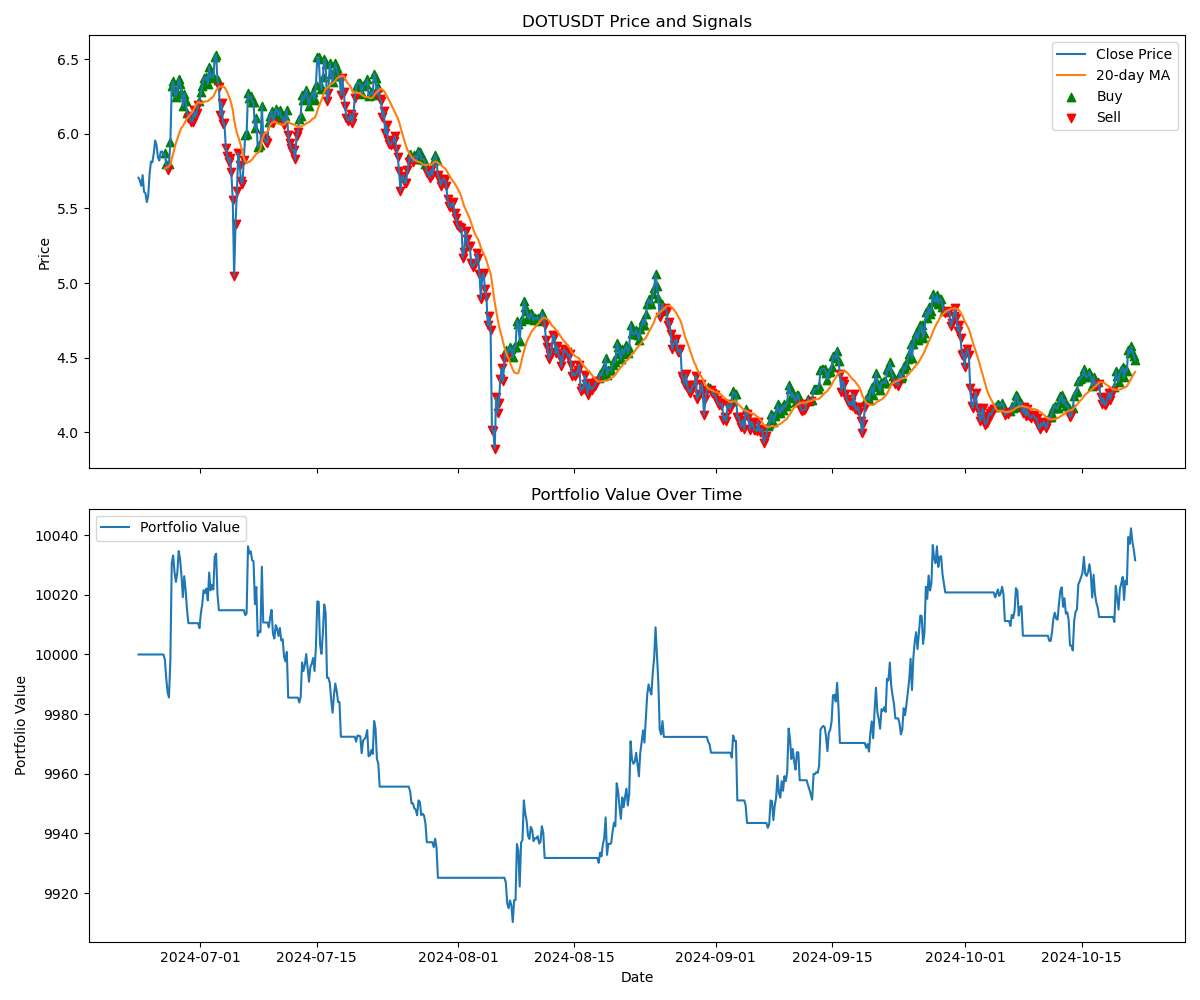 DOTUSDT Price and Signals
Price
6.5
6.0
5.5
5.0
4.5
4.0
Close Price
20-day MA
Buy
Sell
Portfolio Value Over Time
Portfolio Value
10040
10020
10000
9980
9960
9940
9920
Portfolio Value
2024-07-01 2024-07-15 2024-08-01 2024-08-15 2024-09-01 2024-09-15 2024-10-01 2024-10-15
Date